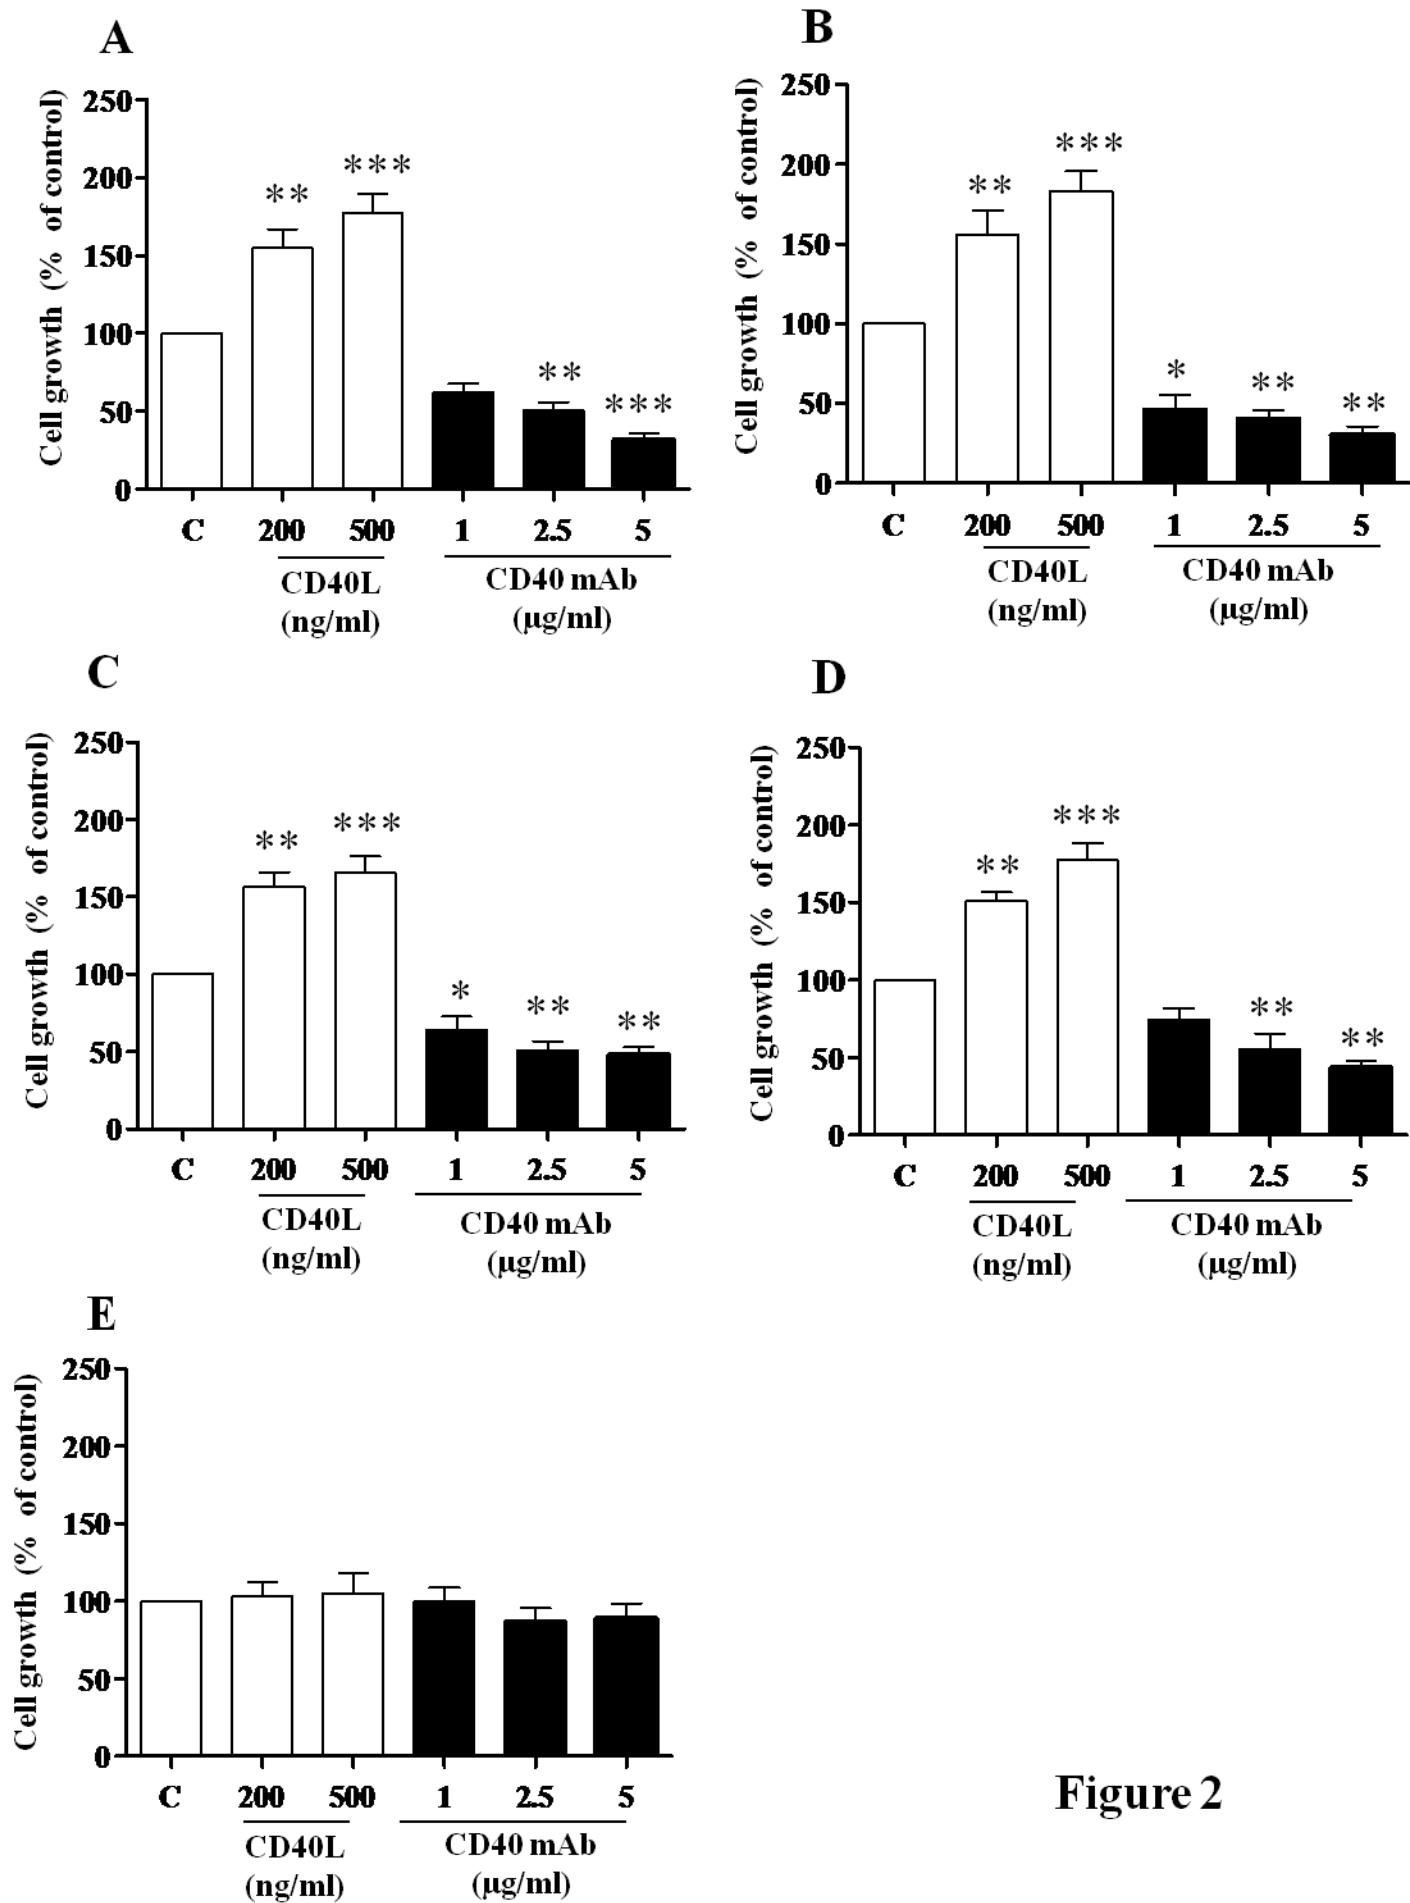 A
Cell growth (% of control)
250
200
150
100
50
0
** *** ** ***
C 200 500 1 2.5 5
CD40L
(ng/ml)
CD40 mAb
(μg/ml)
B
Cell growth (% of control)
250
200
150
100
50
0
** *** * ** **
C 200 500 1 2.5 5
CD40L
(ng/ml)
CD40 mAb
(μg/ml)
C
Cell growth (% of control)
250
200
150
100
50
0
** *** * ** **
C 200 500 1 2.5 5
CD40L
(ng/ml)
CD40 mAb
(μg/ml)
D
Cell growth (% of control)
250
200
150
100
50
0
** *** ** **
C 200 500 1 2.5 5
CD40L
(ng/ml)
CD40 mAb
(μg/ml)
E
Cell growth (% of control)
250
200
150
100
50
0
C 200 500 1 2.5 5
CD40L
(ng/ml)
CD40 mAb
(μg/ml)
Figure 2